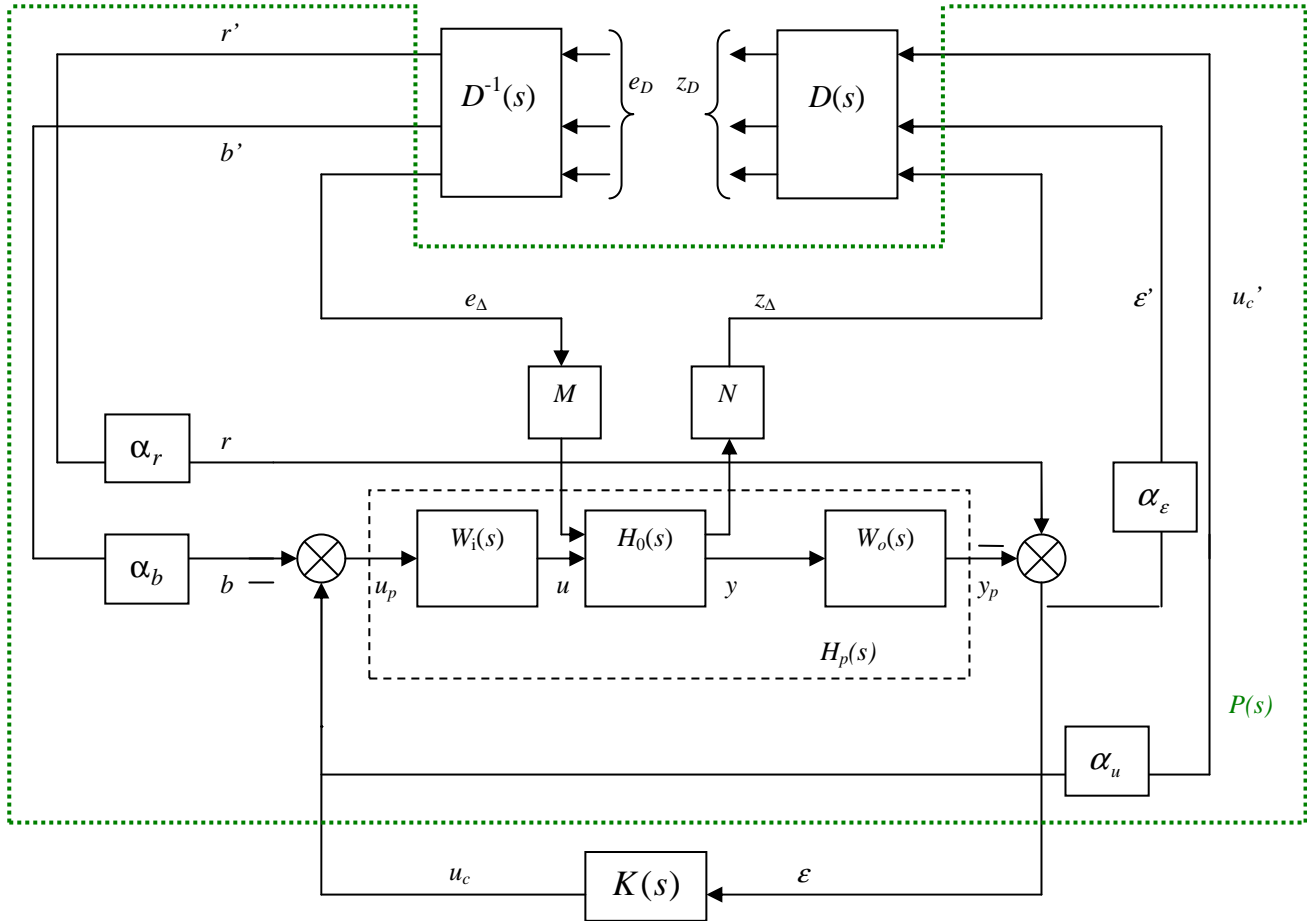 r’
D⁻¹(s)
e_D
z_D
D(s)
b’
e_Δ
z_Δ
ε’
u_c’
M
N
α_r
r
α_ε
W_i(s)
H_0(s)
W_o(s)
α_b
b
u_p
u
y
y_p
H_p(s)
P(s)
α_u
u_c
K(s)
ε